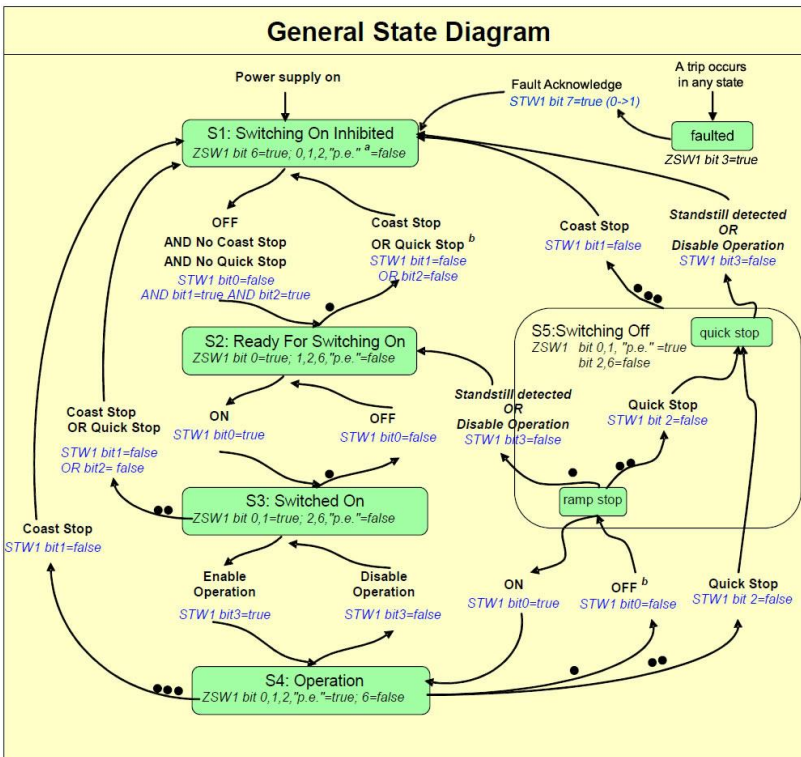 General State Diagram
Power supply on
Fault Acknowledge
STW1 bit 7=true (0->1)
A trip occurs
in any state
faulted
ZSW1 bit 3=true
S1: Switching On Inhibited
ZSW1 bit 6=true; 0,1,2,"p.e." a =false
OFF
AND No Coast Stop
AND No Quick Stop
STW1 bit0=false
AND bit1=true AND bit2=true
Coast Stop
OR Quick Stop b
STW1 bit1=false
OR bit2=false
Coast Stop
STW1 bit1=false
Standstill detected
OR
Disable Operation
STW1 bit3=false
S2: Ready For Switching On
ZSW1 bit 0=true; 1,2,6,"p.e."=false
S5:Switching Off
ZSW1 bit 0,1, "p.e." =true
bit 2,6=false
quick stop
ON
STW1 bit0=true
OFF
STW1 bit0=false
Standstill detected
OR
Disable Operation
STW1 bit3=false
Quick Stop
STW1 bit 2=false
Coast Stop
OR Quick Stop
STW1 bit1=false
OR bit2= false
S3: Switched On
ZSW1 bit 0,1=true; 2,6,"p.e."=false
ramp stop
Coast Stop
STW1 bit1=false
Enable
Operation
STW1 bit3=true
Disable
Operation
STW1 bit3=false
ON
STW1 bit0=true
OFF b
STW1 bit0=false
Quick Stop
STW1 bit 2=false
S4: Operation
ZSW1 bit 0,1,2,"p.e."=true; 6=false